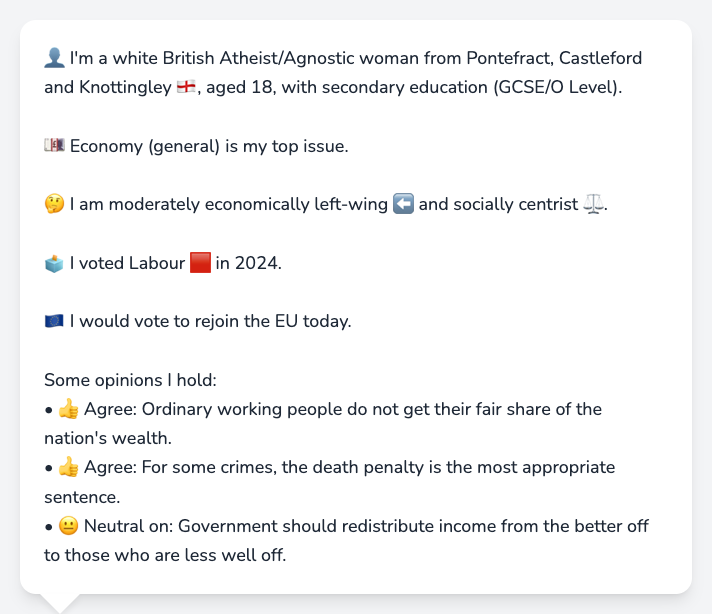 👤 I'm a white British Atheist/Agnostic woman from Pontefract, Castleford
and Knottingley 🏴󠁧󠁢󠁥󠁮󠁧󠁿, aged 18, with secondary education (GCSE/O Level).
💷 Economy (general) is my top issue.
🤔 I am moderately economically left-wing ⬅️ and socially centrist ⚖️.
🗳️ I voted Labour 🟥 in 2024.
🇪🇺 I would vote to rejoin the EU today.
Some opinions I hold:
• 👍 Agree: Ordinary working people do not get their fair share of the
nation's wealth.
• 👍 Agree: For some crimes, the death penalty is the most appropriate
sentence.
• 😐 Neutral on: Government should redistribute income from the better off
to those who are less well off.